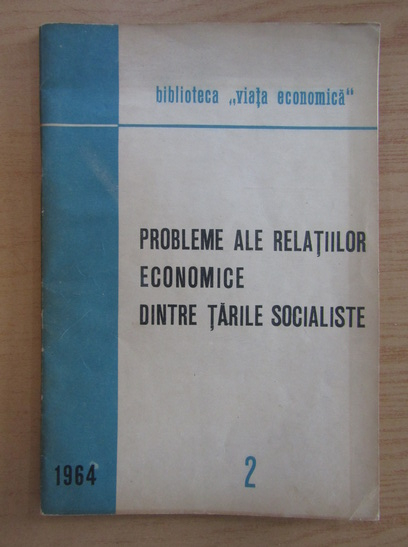 biblioteca „viața economică“
PROBLEME ALE RELAȚIILOR
ECONOMICE
DINTRE ȚĂRILE SOCIALISTE
1964
2